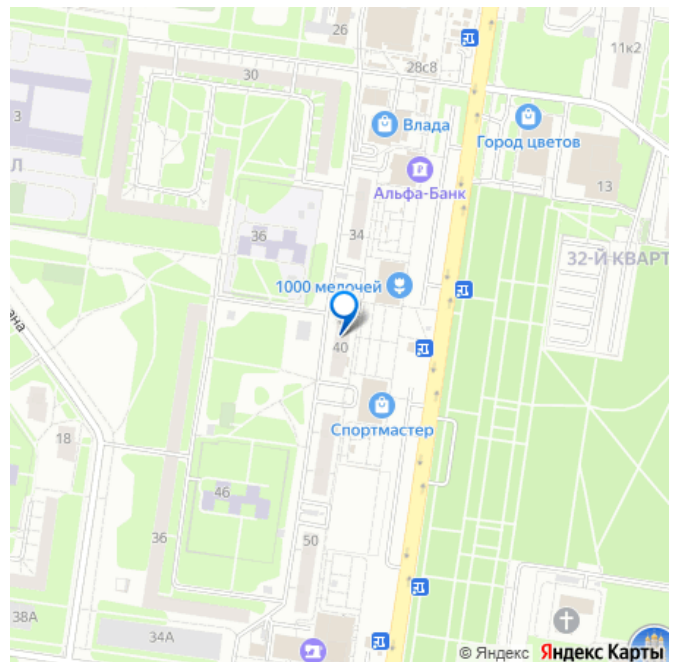 26
11к2
28с8
30
3
Влада
Город цветов
Альфа-Банк
13
Л
36
34
32-Й КВАРТ
1000 мелочей
40
Спортмастер
18
46
36
50
38А
34А
© Яндекс Яндекс Карты